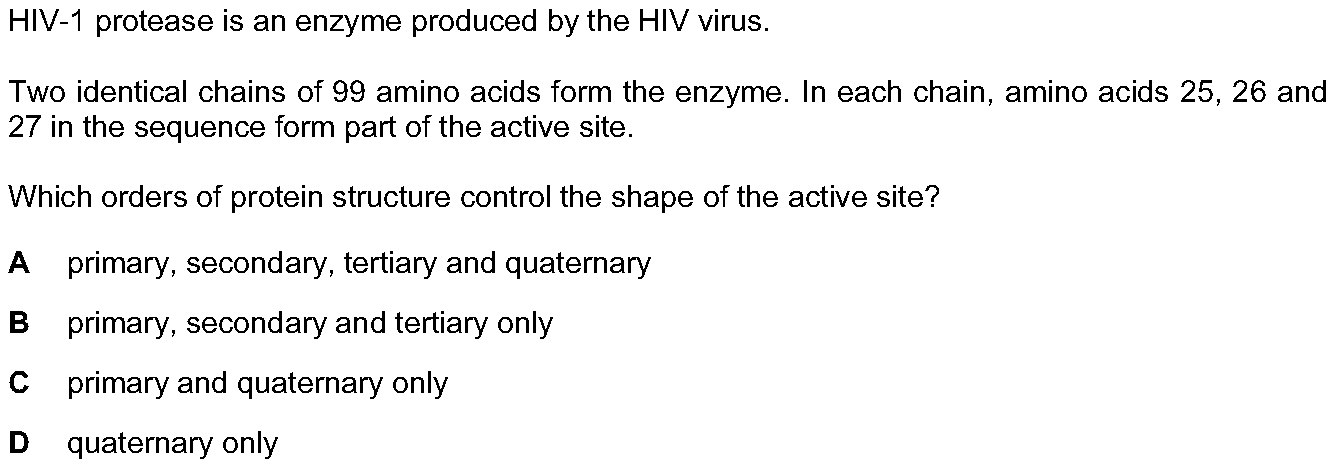 HIV-1 protease is an enzyme produced by the HIV virus.
Two identical chains of 99 amino acids form the enzyme. In each chain, amino acids 25, 26 and
27 in the sequence form part of the active site.
Which orders of protein structure control the shape of the active site?
A primary, secondary, tertiary and quaternary
B primary, secondary and tertiary only
C primary and quaternary only
D quaternary only